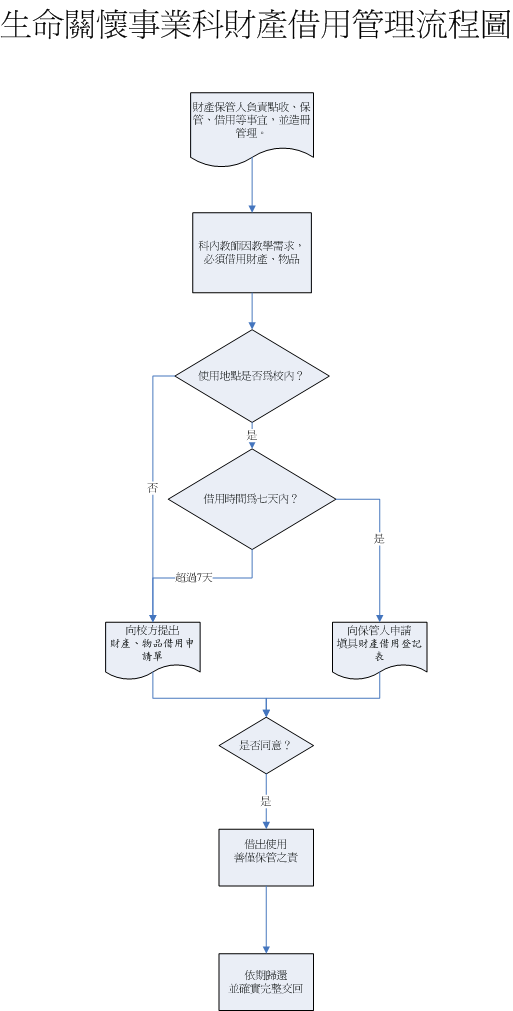 生命關懷事業科財產借用管理流程圖
財產保管人負責點收、保
管、借用等事宜，並造冊
管理。
科內教師因教學需求，
必須借用財產、物品
使用地點是否為校內？
是
借用時間為七天內？
否
是
超過7天
向校方提出
財產、物品借用申
請單
向保管人申請
填具財產借用登記
表
是否同意？
是
借出使用
善僅保管之責
依期歸還
並確實完整交回